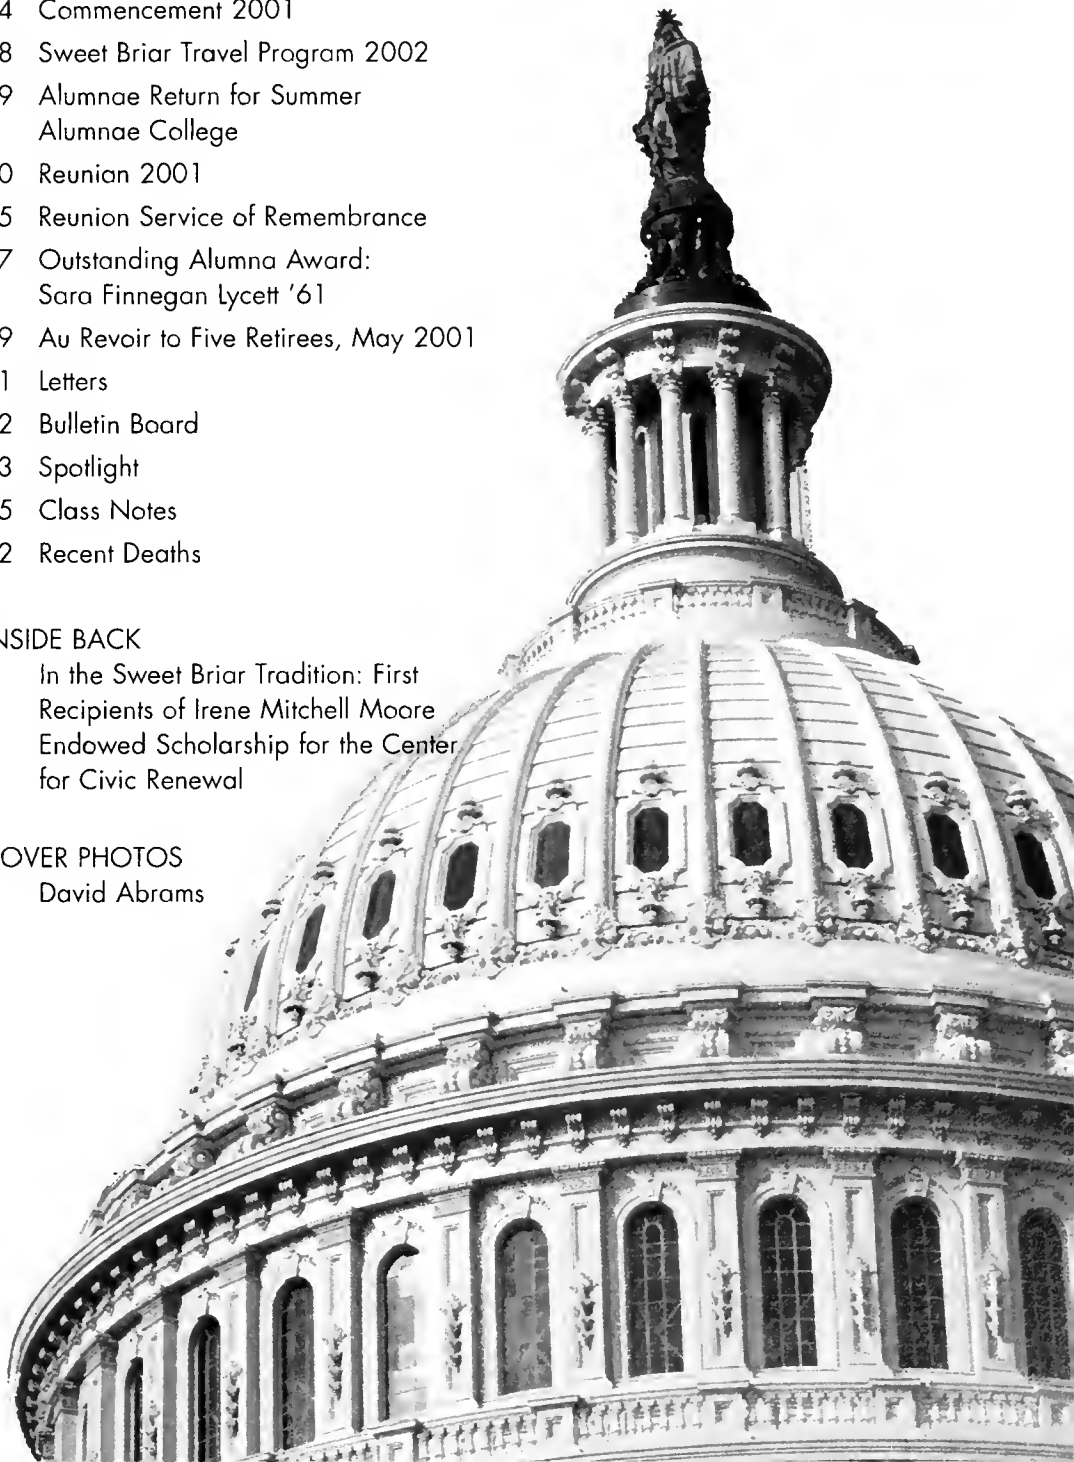 4 Commencement 2001
8 Sweet Briar Travel Program 2002
9 Alumnae Return for Summer
Alumnae College
0 Reunian 2001
5 Reunion Service of Remembrance
7 Outstanding Alumna Award:
Sara Finnegan Lycett '61
9 Au Revoir to Five Retirees, May 2001
1 Letters
2 Bulletin Board
3 Spotlight
5 Class Notes
2 Recent Deaths
NSIDE BACK
In the Sweet Briar Tradition: First
Recipients of Irene Mitchell Moore
Endowed Scholarship for the Center
for Civic Renewal
OVER PHOTOS
David Abrams